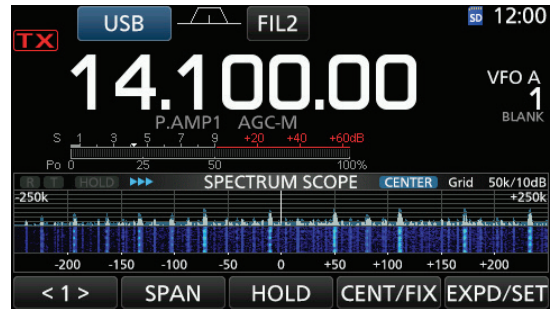 USB FIL2 SD 12:00
TX
14.100.00
VFO A
1
BLANK
P.AMP1 AGC-M
S 1 3 5 7 9 +20 +40 +60dB
Po 0 25 50 100%
R T HOLD SPECTRUM SCOPE CENTER Grid 50k/10dB
-250k +250k
-200 -150 -100 -50 0 +50 +100 +150 +200
< 1 > SPAN HOLD CENT/FIX EXPD/SET